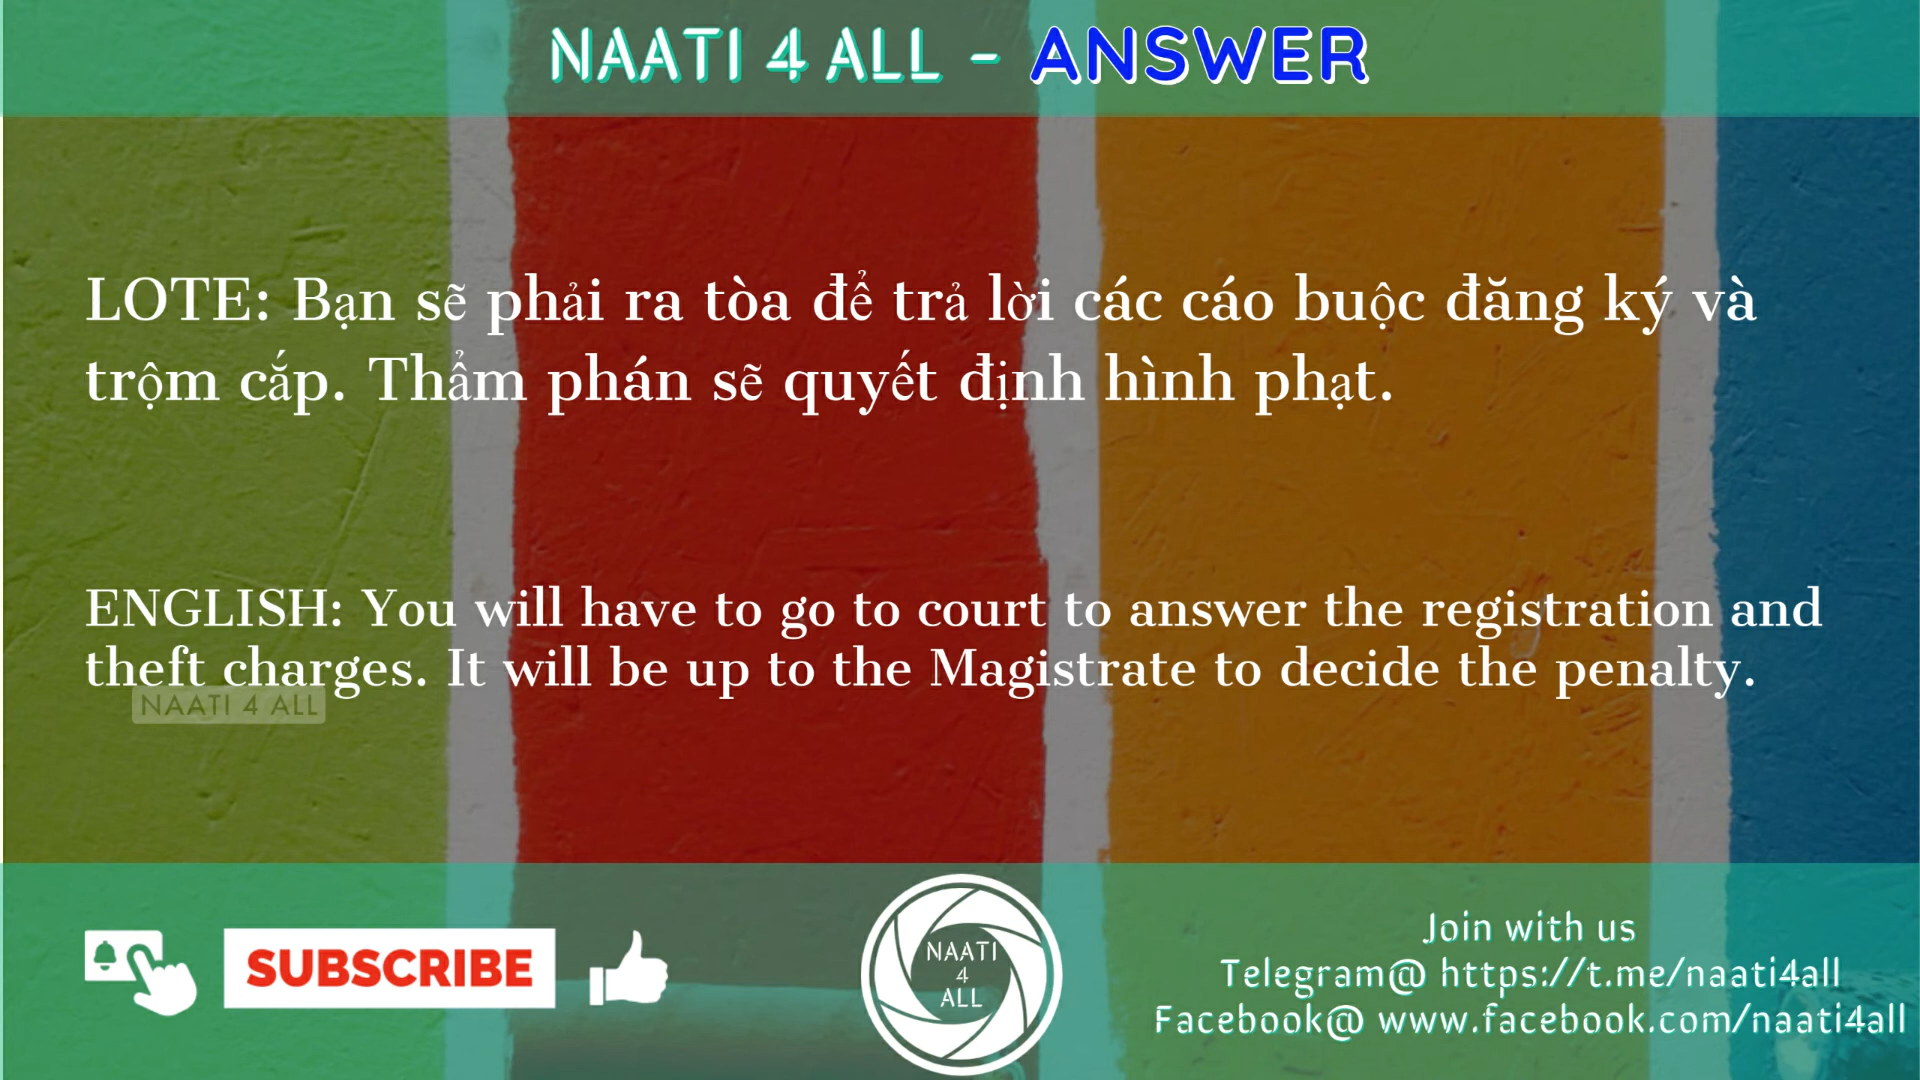 NAATI 4 ALL - ANSWER
LOTE: Bạn sẽ phải ra tòa để trả lời các cáo buộc đăng ký và
trộm cắp. Thẩm phán sẽ quyết định hình phạt.
ENGLISH: You will have to go to court to answer the registration and
theft charges. It will be up to the Magistrate to decide the penalty.
NAATI 4 ALL
SUBSCRIBE
NAATI
4
ALL
Join with us
Telegram@ https://t.me/naati4all
Facebook@ www.facebook.com/naati4all